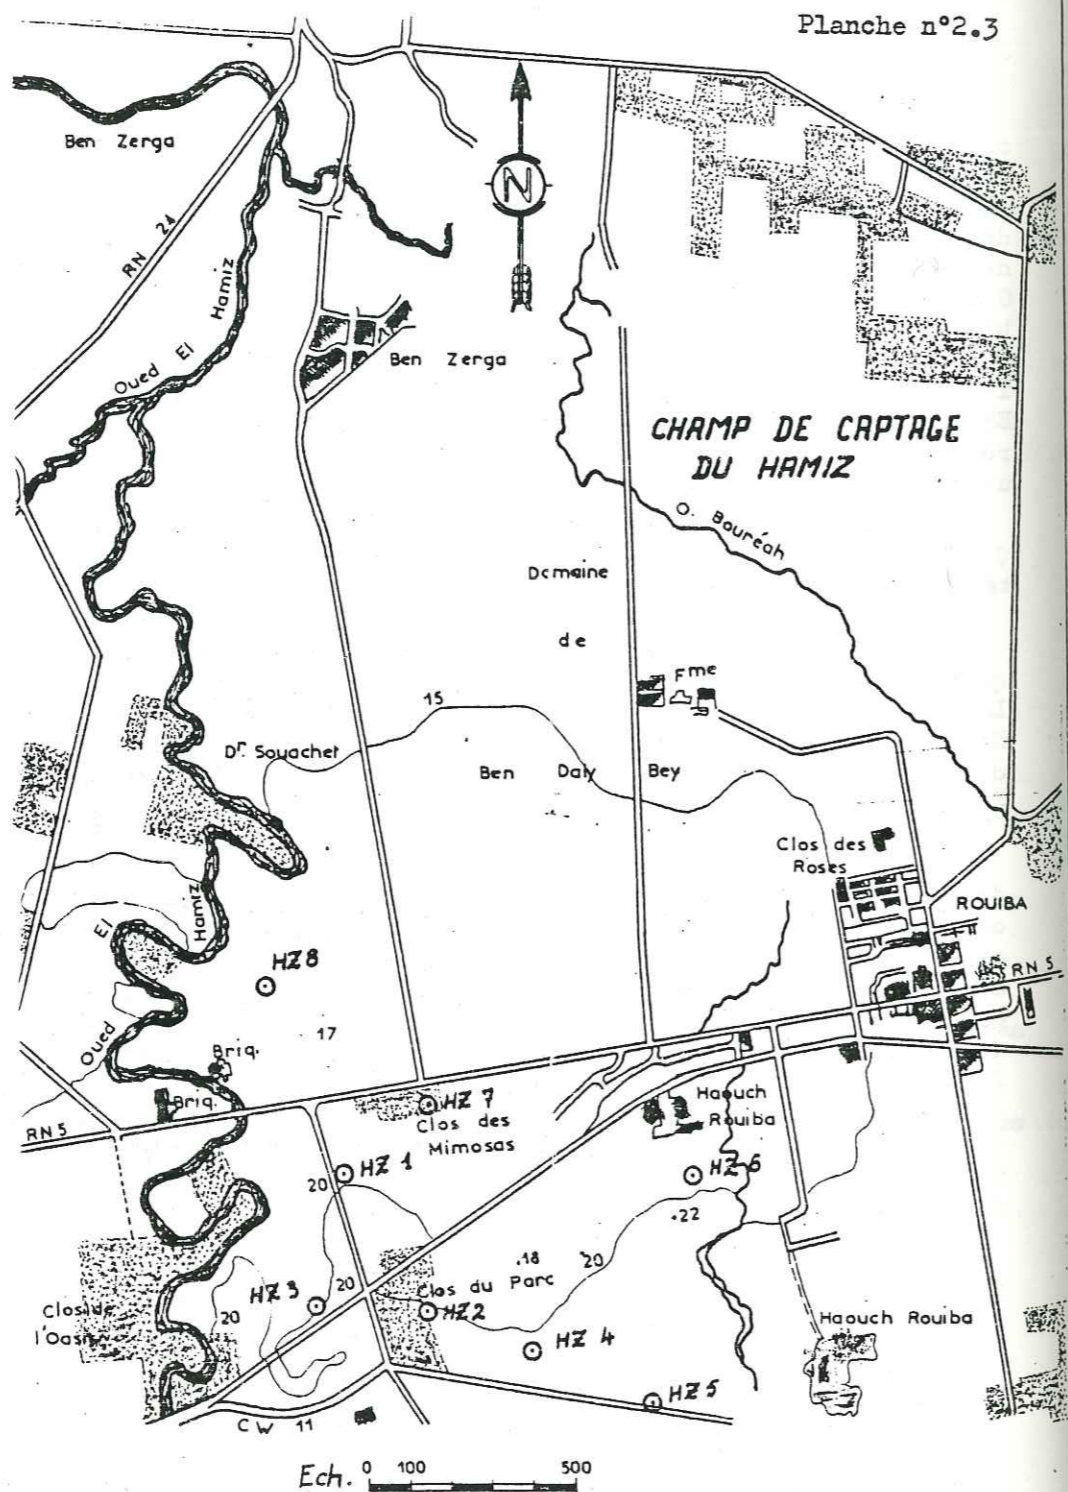 Planche n°2.3
Ben Zerga
RN 24
Oued El Hamiz
Ben Zerga
N
CHAMP DE CAPTAGE
DU HAMIZ
O. Bouréah
Domaine
de
Fme
15
Dr. Souachet
Ben Daly Bey
Clos des
Roses
ROUIBA
RN 5
Oued El Hamiz
HZ 8
17
Briq.
Briq.
RN 5
HZ 7
Clos des
Mimosas
Haouch
Rouiba
HZ 1
20
HZ 6
.22
.18
20
Clos du Parc
HZ 3
20
HZ 2
20
Clos de
l'Oasis
HZ 4
Haouch Rouiba
HZ 5
CW 11
Ech. 0 100 500